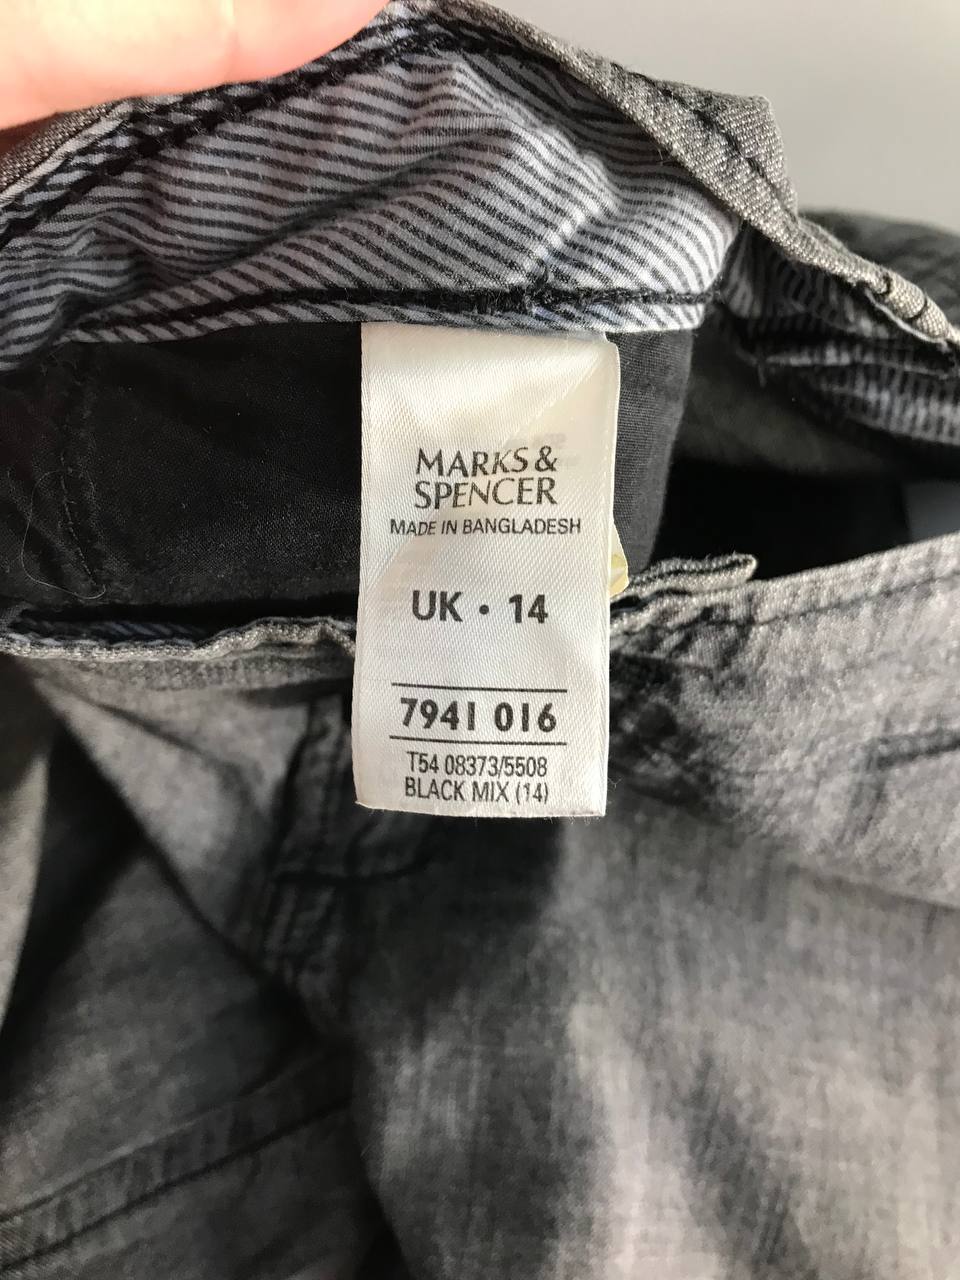 MARKS &
SPENCER
MADE IN BANGLADESH
UK • 14
7941 016
T54 08373/5508
BLACK MIX (14)